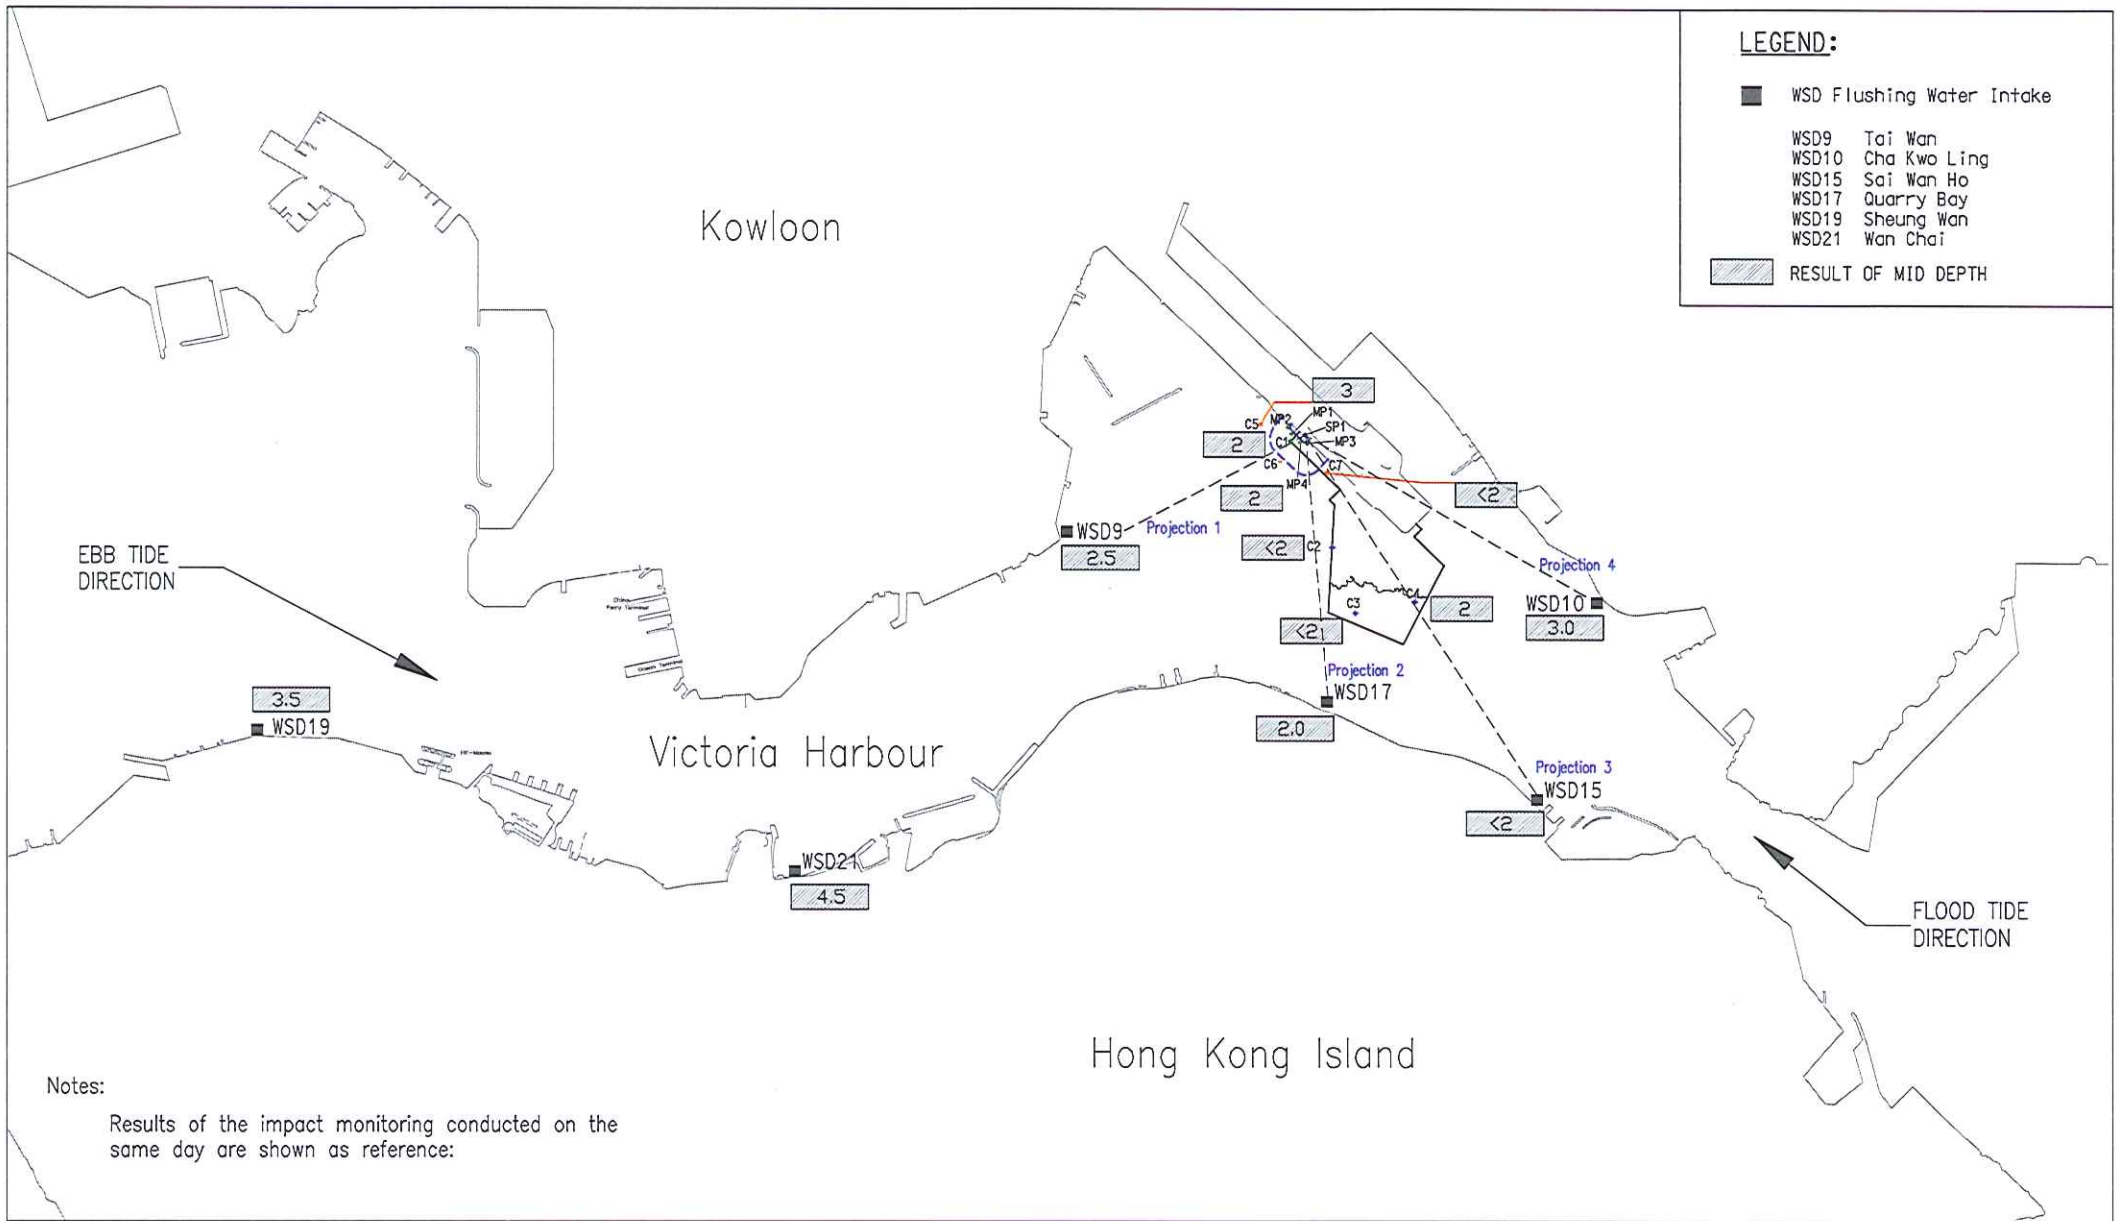 LEGEND:
WSD Flushing Water Intake
WSD9 Tai Wan
WSD10 Cha Kwo Ling
WSD15 Sai Wan Ho
WSD17 Quarry Bay
WSD19 Sheung Wan
WSD21 Wan Chai
RESULT OF MID DEPTH
Kowloon
3
MP1
MP2
C5
SP1
2
C1
MP3
C6
C7
MP4
2
<2
WSD9
Projection 1
2.5
<2
C2
EBB TIDE
DIRECTION
Projection 4
China
Ferry Terminal
C3
C4
2
WSD10
3.0
<2
Ocean Terminal
Projection 2
WSD17
2.0
3.5
WSD19
Victoria Harbour
Projection 3
WSD15
<2
WSD21
4.5
FLOOD TIDE
DIRECTION
Hong Kong Island
Notes:
Results of the impact monitoring conducted on the
same day are shown as reference: